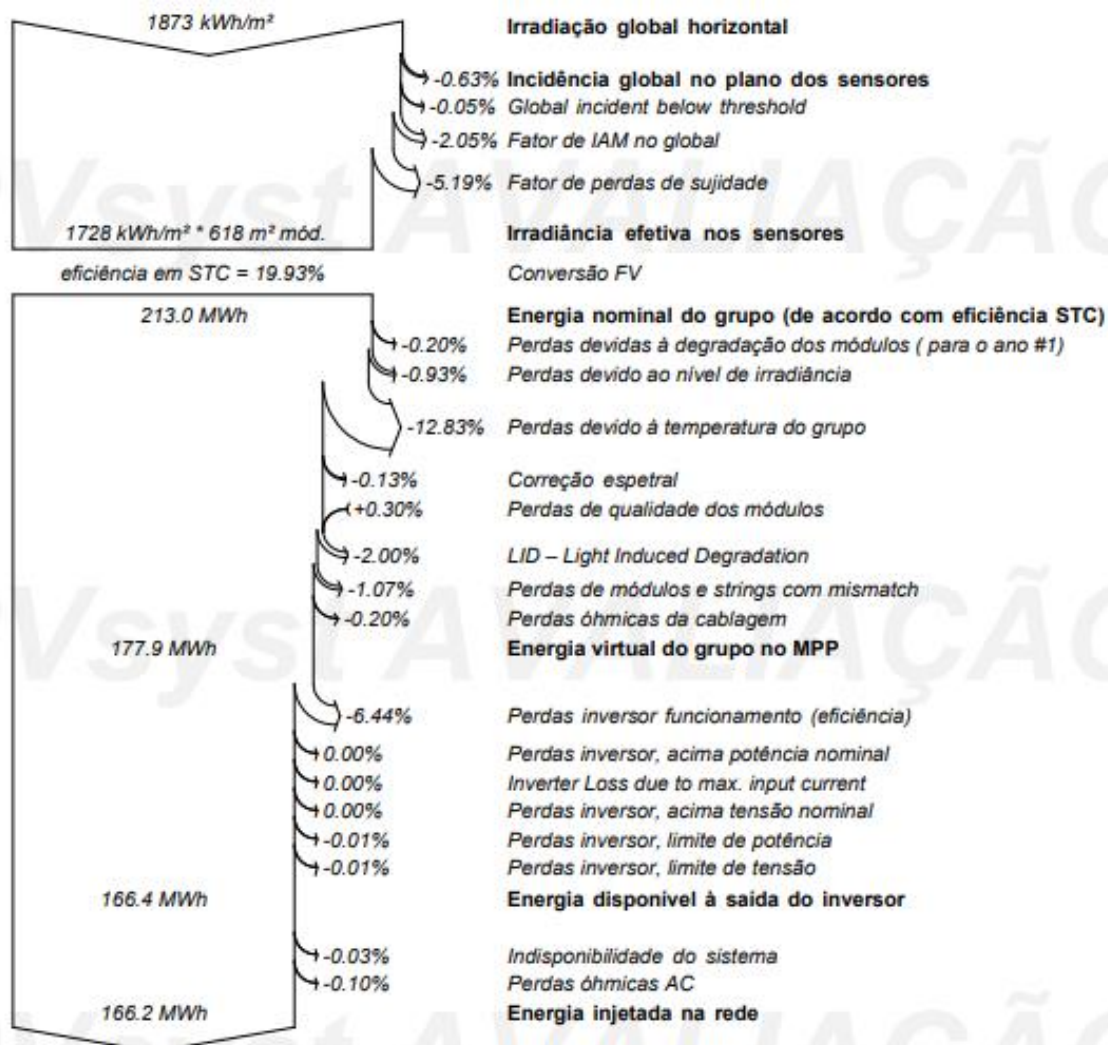 1873 kWh/m² Irradiação global horizontal
-0.63% Incidência global no plano dos sensores
-0.05% Global incident below threshold
-2.05% Fator de IAM no global
-5.19% Fator de perdas de sujidade
1728 kWh/m² * 618 m² mód. Irradiância efetiva nos sensores
eficiência em STC = 19.93% Conversão FV
213.0 MWh Energia nominal do grupo (de acordo com eficiência STC)
-0.20% Perdas devidas à degradação dos módulos ( para o ano #1)
-0.93% Perdas devido ao nível de irradiância
-12.83% Perdas devido à temperatura do grupo
-0.13% Correção espetral
+0.30% Perdas de qualidade dos módulos
-2.00% LID – Light Induced Degradation
-1.07% Perdas de módulos e strings com mismatch
-0.20% Perdas óhmicas da cablagem
177.9 MWh Energia virtual do grupo no MPP
-6.44% Perdas inversor funcionamento (eficiência)
0.00% Perdas inversor, acima potência nominal
0.00% Inverter Loss due to max. input current
0.00% Perdas inversor, acima tensão nominal
-0.01% Perdas inversor, limite de potência
-0.01% Perdas inversor, limite de tensão
166.4 MWh Energia disponível à saída do inversor
-0.03% Indisponibilidade do sistema
-0.10% Perdas óhmicas AC
166.2 MWh Energia injetada na rede
Vsyst AVALIAÇÃO
Vsyst AVALIAÇÃO
Vsyst AVALIAÇÃO